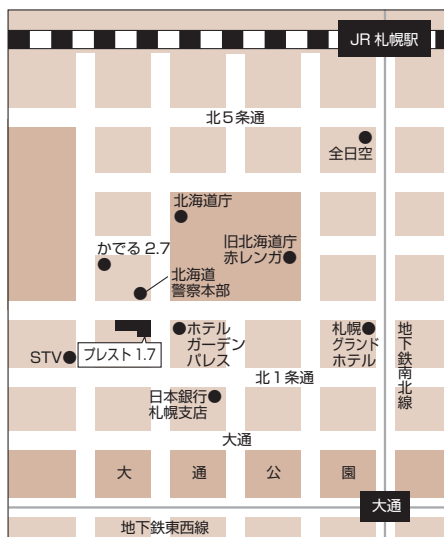 JR 札幌駅
北5条通
全日空
北海道庁
旧北海道庁
赤レンガ
かでる 2.7
北海道
警察本部
プレスト 1.7
ホテル
ガーデン
パレス
札幌
グランド
ホテル
地下鉄南北線
STV
北1条通
日本銀行
札幌支店
大通
大通公園
大通
地下鉄東西線